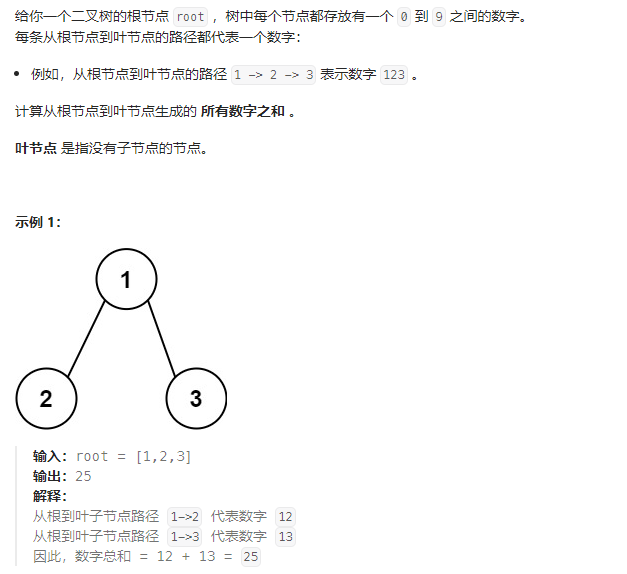 给你一个二叉树的根节点 root ，树中每个节点都存放有一个 0 到 9 之间的数字。
每条从根节点到叶节点的路径都代表一个数字：
• 例如，从根节点到叶节点的路径 1 -> 2 -> 3 表示数字 123 。
计算从根节点到叶节点生成的 所有数字之和 。
叶节点 是指没有子节点的节点。
示例 1：
1
2 3
输入：root = [1,2,3]
输出：25
解释：
从根到叶子节点路径 1->2 代表数字 12
从根到叶子节点路径 1->3 代表数字 13
因此，数字总和 = 12 + 13 = 25